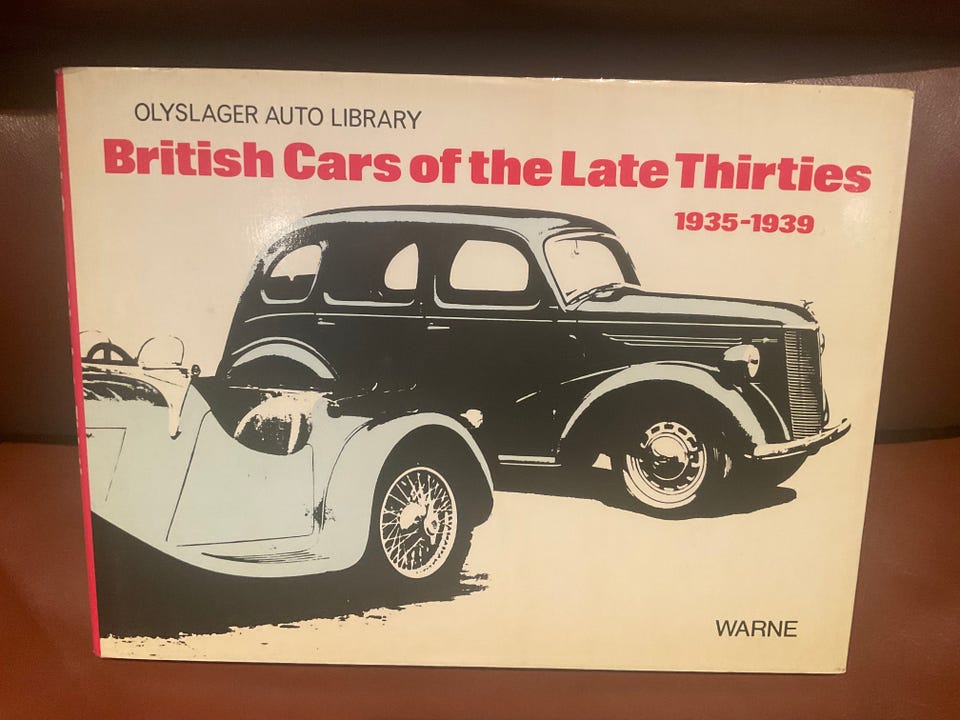 OLYSLAGER AUTO LIBRARY
British Cars of the Late Thirties
1935-1939
WARNE